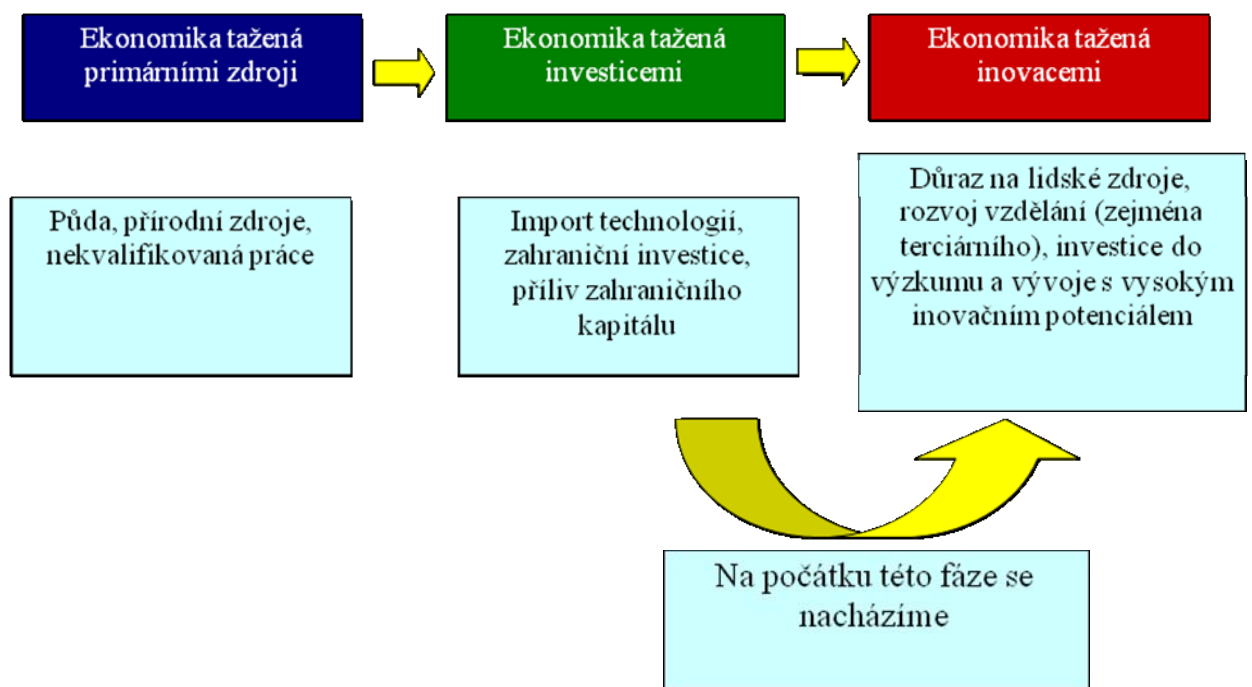 Ekonomika tažená
primárními zdroji
Ekonomika tažená
investicemi
Ekonomika tažená
inovacemi
Půda, přírodní zdroje,
nekvalifikovaná práce
Import technologií,
zahraniční investice,
příliv zahraničního
kapitálu
Důraz na lidské zdroje,
rozvoj vzdělání (zejména
terciárního), investice do
výzkumu a vývoje s vysokým
inovačním potenciálem
Na počátku této fáze se
nacházíme